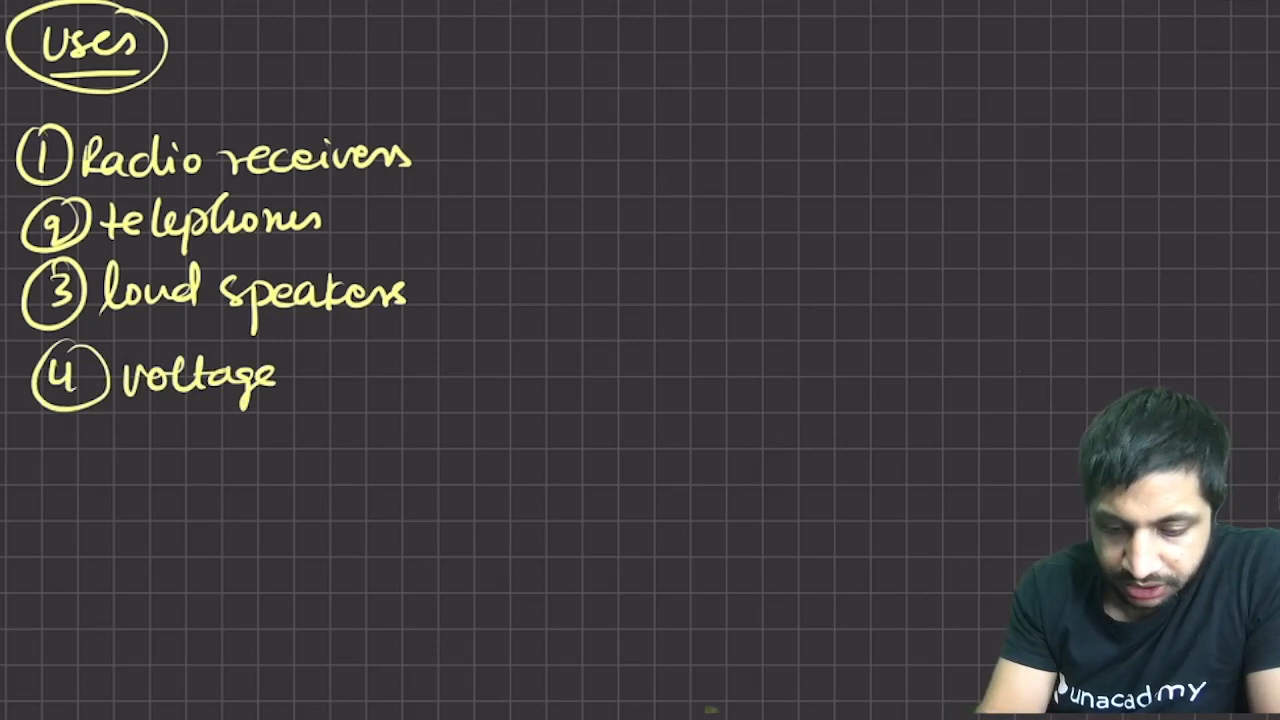 uses
1 Radio receivers
2 telephones
3 loud speakers
4 voltage
unacademy